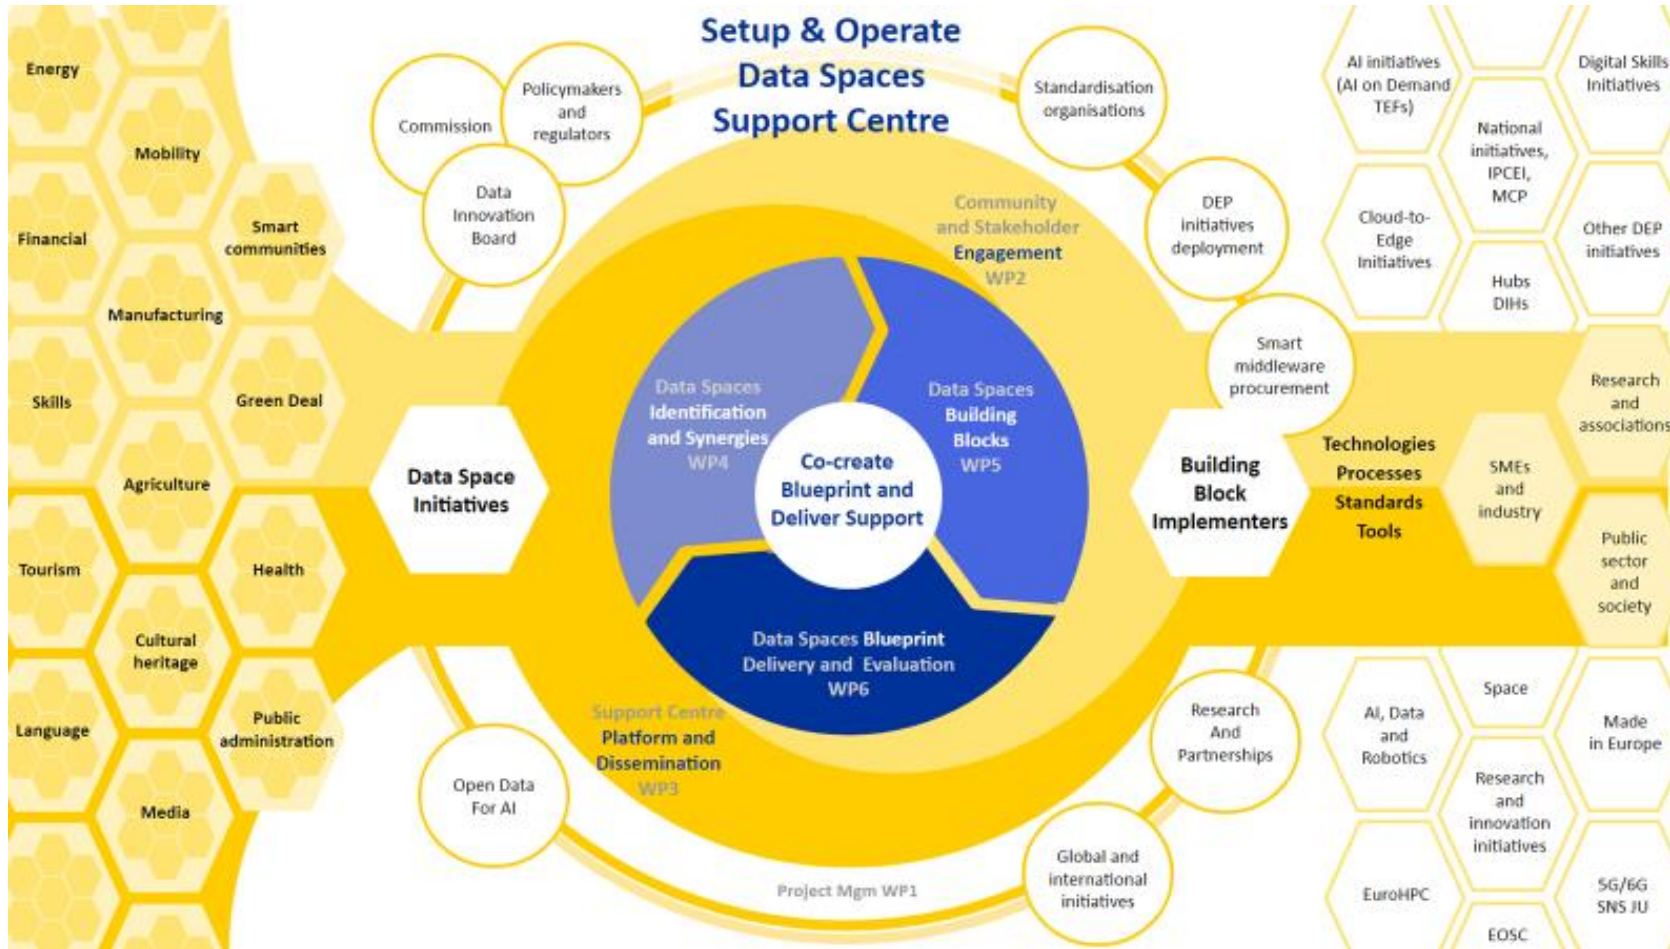 Setup & Operate
Data Spaces
Support Centre
Energy
Mobility
Financial
Smart
communities
Manufacturing
Skills
Green Deal
Agriculture
Tourism
Health
Cultural
heritage
Language
Public
administration
Media
Commission
Policymakers
and
regulators
Data
Innovation
Board
Data Space
Initiatives
Open Data
For AI
Community
and Stakeholder
Engagement
WP2
Data Spaces
Identification
and Synergies
WP4
Data Spaces
Building
Blocks
WP5
Co-create
Blueprint and
Deliver Support
Data Spaces Blueprint
Delivery and Evaluation
WP6
Support Centre
Platform and
Dissemination
WP3
Project Mgm WP1
Standardisation
organisations
DEP
initiatives
deployment
Smart
middleware
procurement
Building
Block
Implementers
Technologies
Processes
Standards
Tools
Research
And
Partnerships
Global and
international
initiatives
AI initiatives
(AI on Demand
TEFs)
Digital Skills
Initiatives
National
initiatives,
IPCEI,
MCP
Cloud-to-
Edge
Initiatives
Other DEP
initiatives
Hubs
DIHs
Research
and
associations
SMEs
and
industry
Public
sector
and
society
Space
AI, Data
and
Robotics
Made
in Europe
Research
and
innovation
initiatives
EuroHPC
5G/6G
SNS JU
EOSC